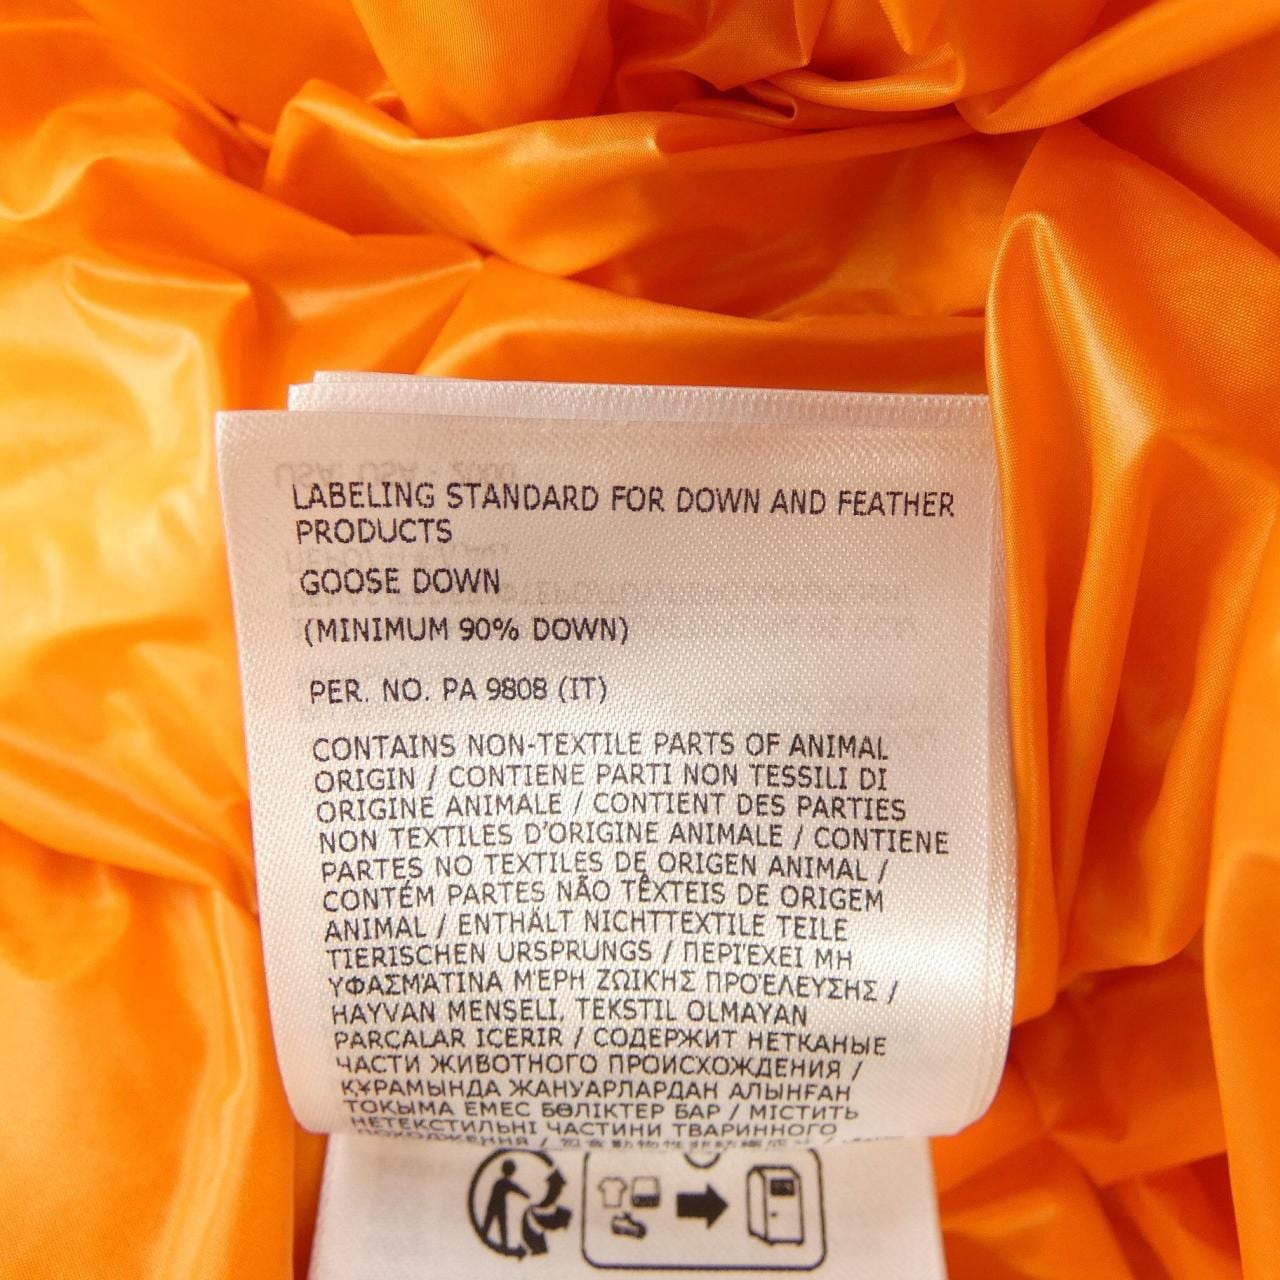 LABELING STANDARD FOR DOWN AND FEATHER
PRODUCTS
GOOSE DOWN
(MINIMUM 90% DOWN)
PER. NO. PA 9808 (IT)
CONTAINS NON-TEXTILE PARTS OF ANIMAL
ORIGIN / CONTIENE PARTI NON TESSILI DI
ORIGINE ANIMALE / CONTIENT DES PARTIES
NON TEXTILES D'ORIGINE ANIMALE / CONTIENE
PARTES NO TEXTILES DE ORIGEN ANIMAL /
CONTÉM PARTES NÃO TÊXTEIS DE ORIGEM
ANIMAL / ENTHÄLT NICHTTEXTILE TEILE
TIERISCHEN URSPRUNGS / ΠΕΡΙΈΧΕΙ ΜΗ
ΥΦΑΣΜΆΤΙΝΑ ΜΈΡΗ ΖΩΙΚΉΣ ΠΡΟΈΛΕΥΣΗΣ /
HAYVAN MENŞELİ, TEKSTİL OLMAYAN
PARÇALAR İÇERİR / СОДЕРЖИТ НЕТКАНЫЕ
ЧАСТИ ЖИВОТНОГО ПРОИСХОЖДЕНИЯ /
ҚҰРАМЫНДА ЖАНУАРЛАРДАН АЛЫНҒАН
ТОҚЫМА ЕМЕС БӨЛІКТЕР БАР / МІСТИТЬ
НЕТЕКСТИЛЬНІ ЧАСТИНИ ТВАРИННОГО
ПОХОДЖЕННЯ /